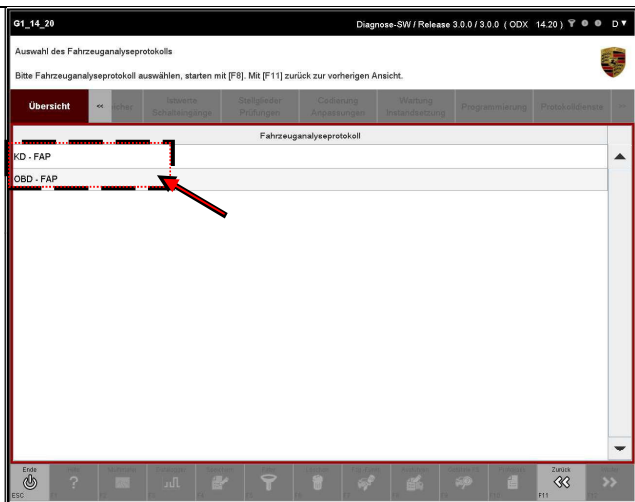 G1_14_20
Diagnose-SW / Release 3.0.0 / 3.0.0 ( ODX 14.20 )
D
Auswahl des Fahrzeuganalyseprotokolls
Bitte Fahrzeuganalyseprotokoll auswählen, starten mit [F8]. Mit [F11] zurück zur vorherigen Ansicht.
Übersicht
<<
Istwerte
Schalteingänge
Stellglieder
Prüfungen
Codierung
Anpassungen
Wartung
Instandsetzung
Programmierung
Protokolldienste
>>
Fahrzeuganalyseprotokoll
KD - FAP
OBD - FAP
Ende
ESC
?
Zurück
F11